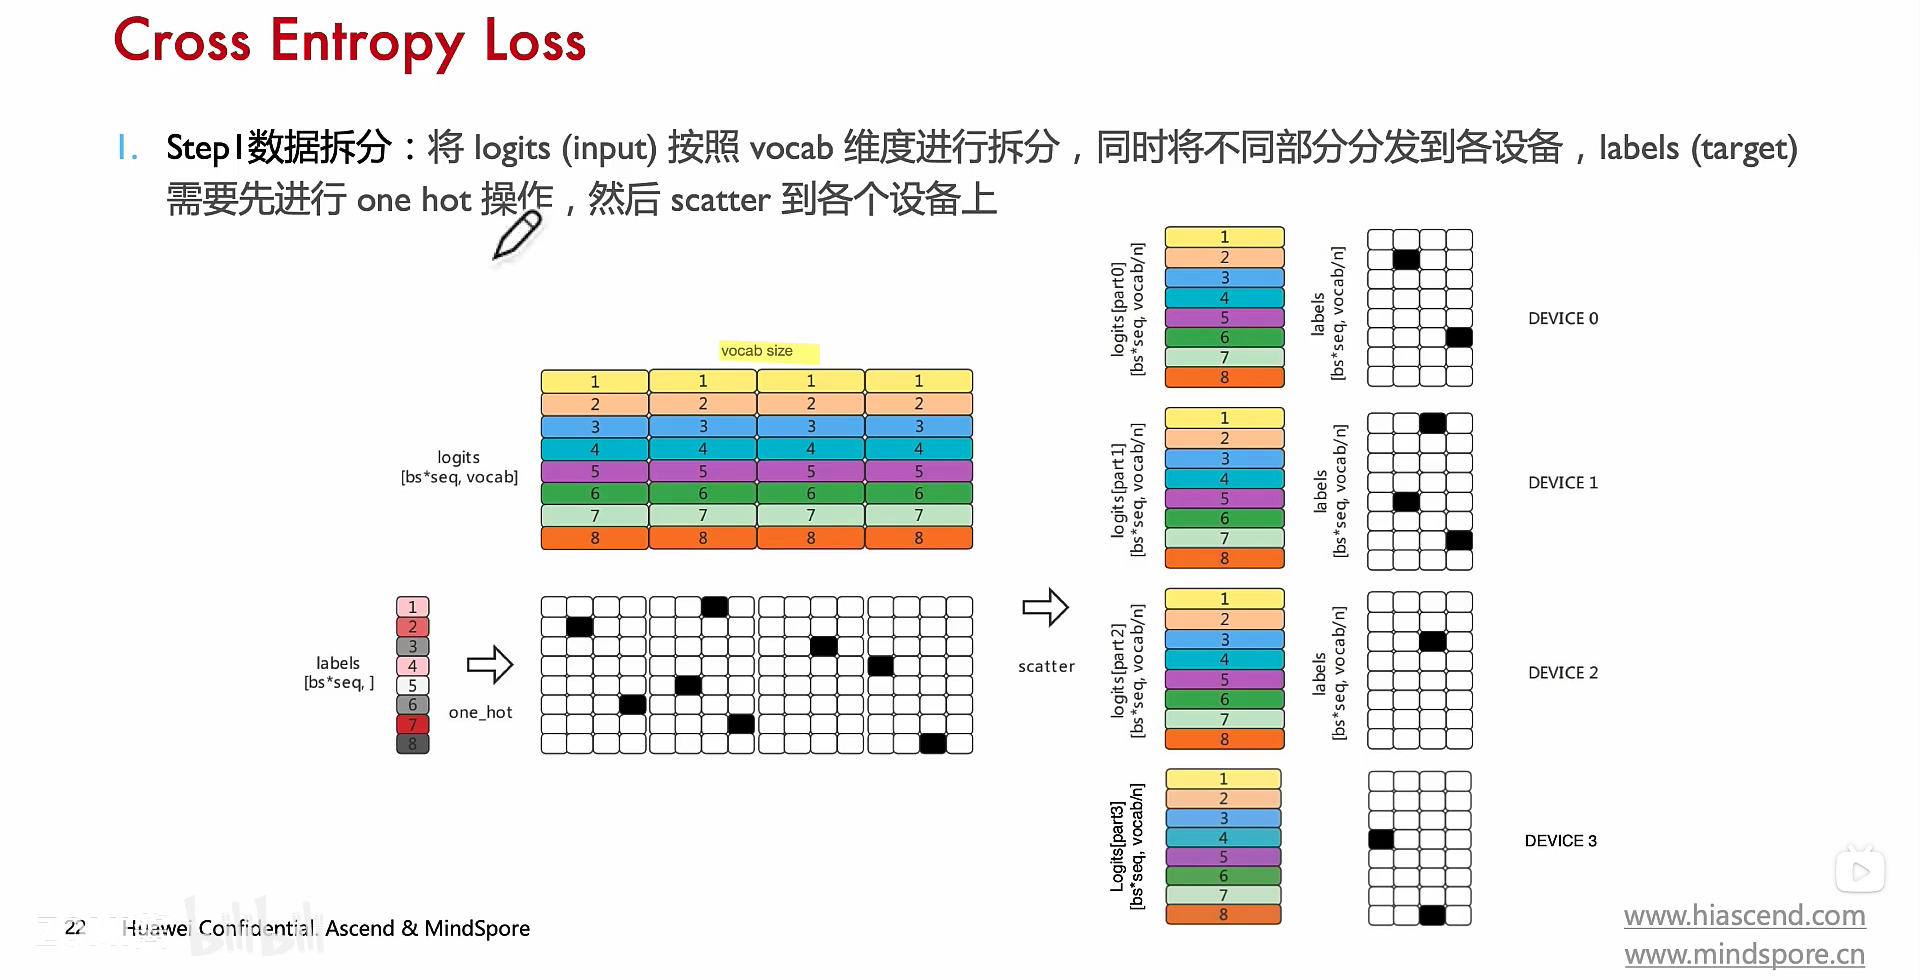 Cross Entropy Loss
1. Step1数据拆分：将 logits (input) 按照 vocab 维度进行拆分，同时将不同部分分发到各设备，labels (target)
需要先进行 one hot 操作，然后 scatter 到各个设备上
vocab size
1 1 1 1
2 2 2 2
3 3 3 3
4 4 4 4
5 5 5 5
6 6 6 6
7 7 7 7
8 8 8 8
logits
[bs*seq, vocab]
labels
[bs*seq, ]
1
2
3
4
5
6
7
8
one_hot
scatter
logits[part0]
[bs*seq, vocab/n]
1
2
3
4
5
6
7
8
labels
[bs*seq, vocab/n]
DEVICE 0
logits[part1]
[bs*seq, vocab/n]
1
2
3
4
5
6
7
8
labels
[bs*seq, vocab/n]
DEVICE 1
logits[part2]
[bs*seq, vocab/n]
1
2
3
4
5
6
7
8
labels
[bs*seq, vocab/n]
DEVICE 2
Logits[part3]
[bs*seq, vocab/n]
1
2
3
4
5
6
7
8
DEVICE 3
22 Huawei Confidential. Ascend & MindSpore
bilibili
www.hiascend.com
www.mindspore.cn